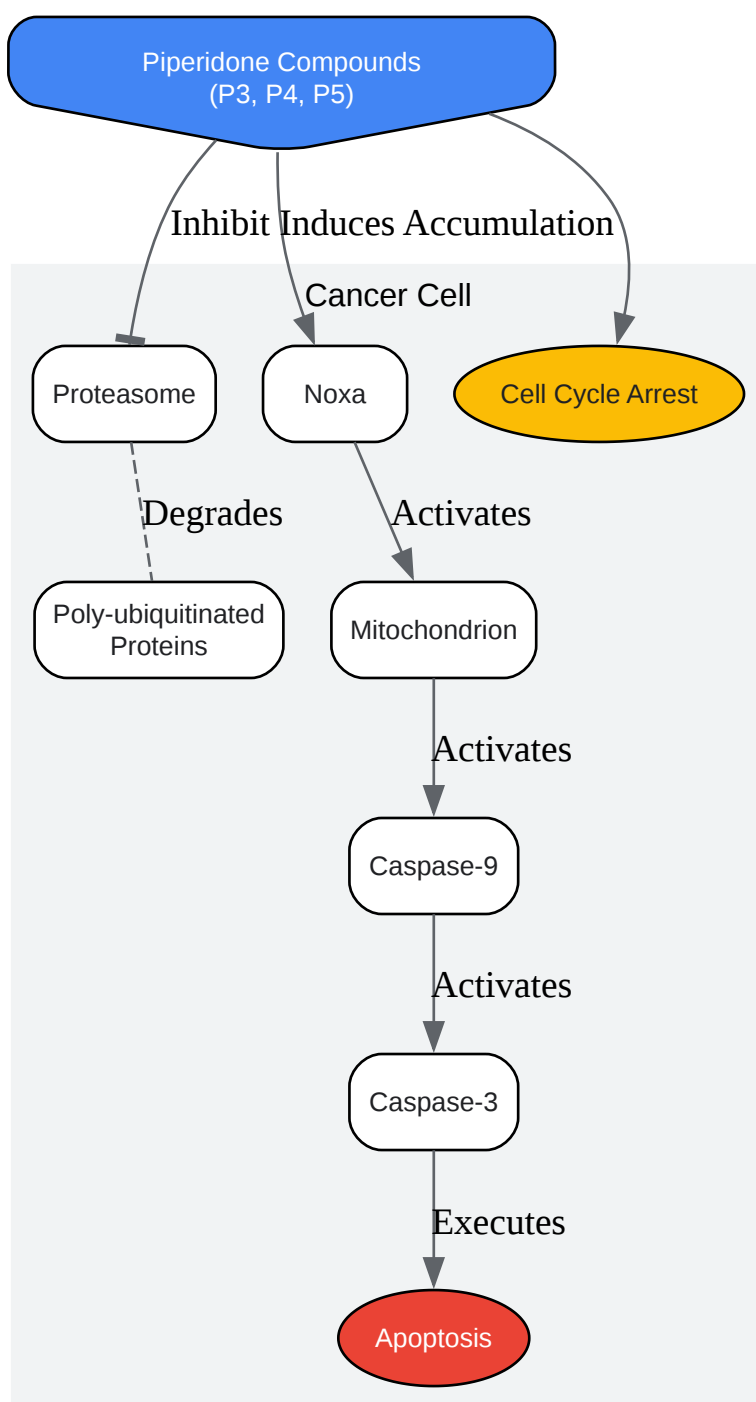 Piperidone Compounds
(P3, P4, P5)
Inhibit
Induces Accumulation
Cancer Cell
Proteasome
Noxa
Cell Cycle Arrest
Degrades
Activates
Poly-ubiquitinated
Proteins
Mitochondrion
Activates
Caspase-9
Activates
Caspase-3
Executes
Apoptosis